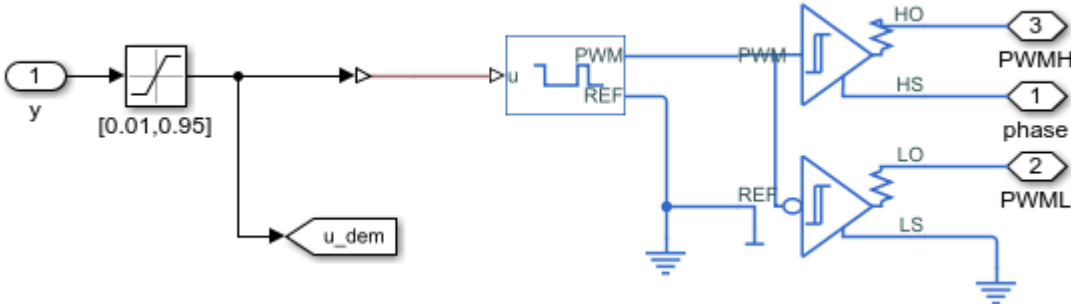 1
y
[0.01,0.95]
u_dem
u
PWM
REF
PWM
REF
HO
HS
LO
LS
3
PWMH
1
phase
2
PWML